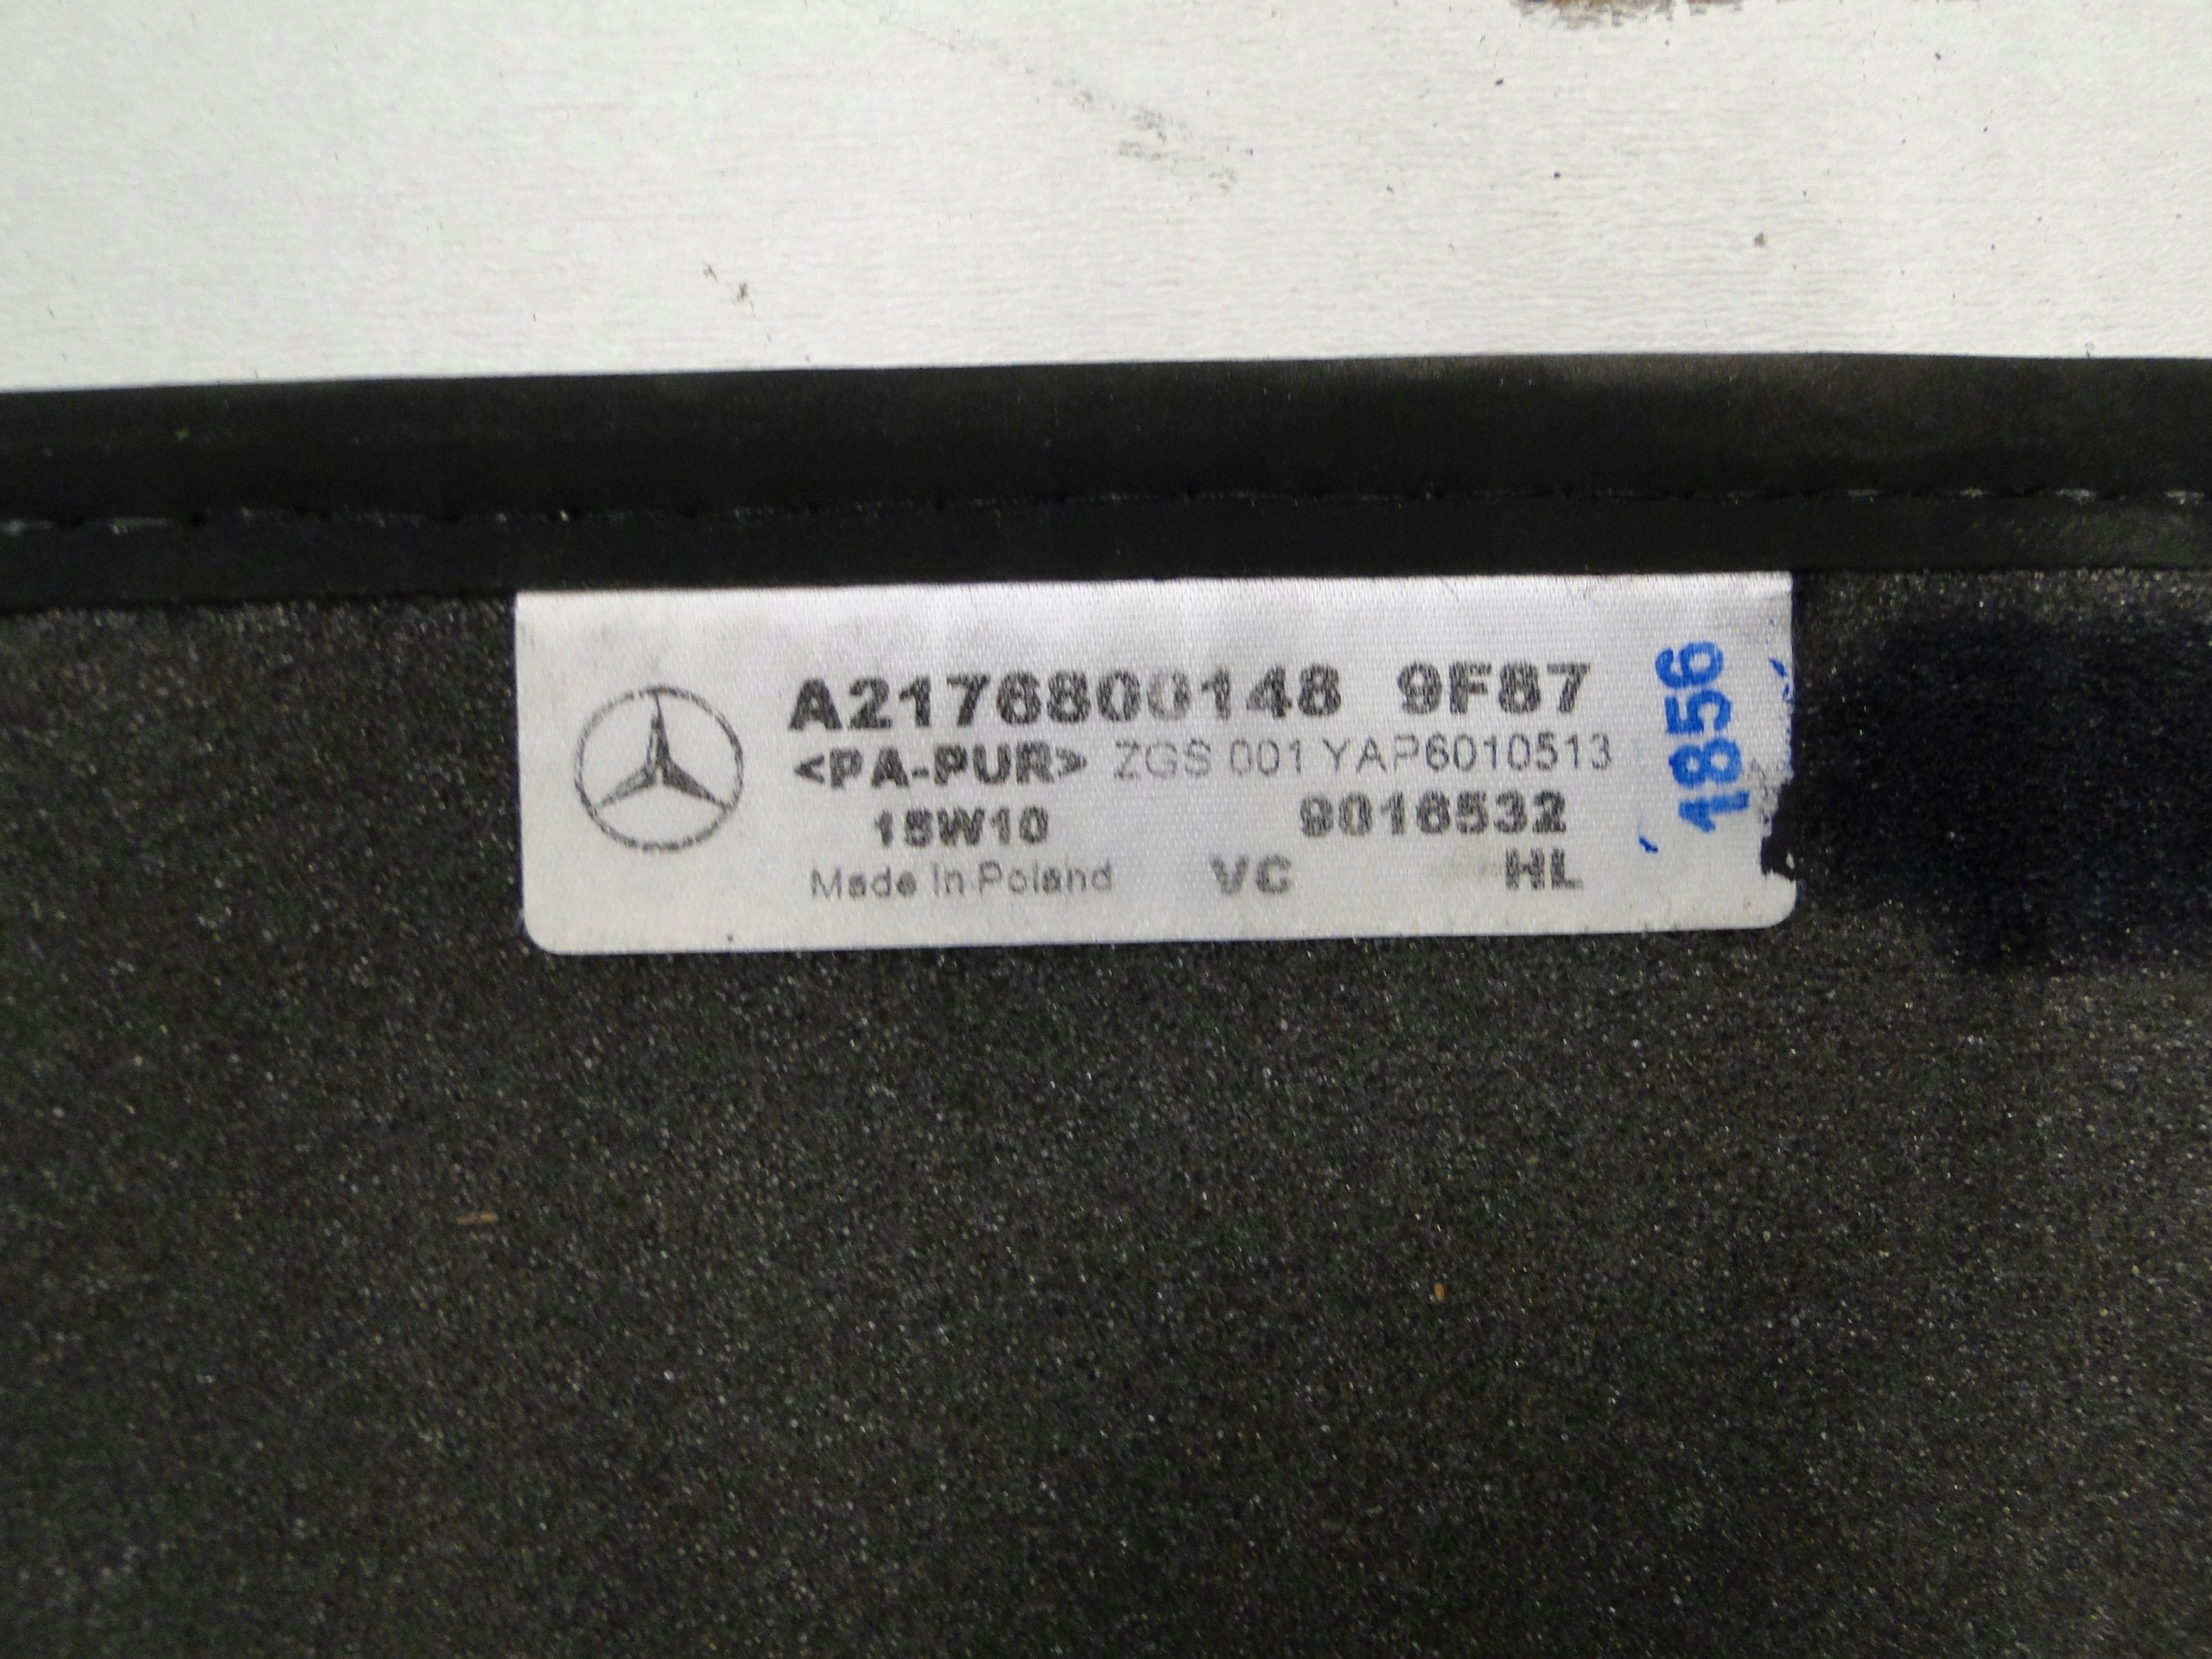 A2176800148 9F87
<PA-PUR> ZGS 001 YAP6010513
15W10 9016532
Made In Poland VC HL
1856